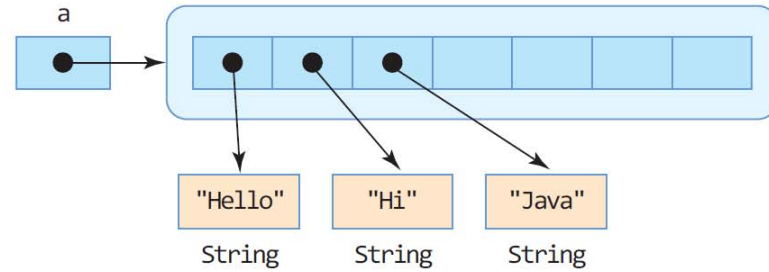 a
"Hello" "Hi" "Java"
String String String